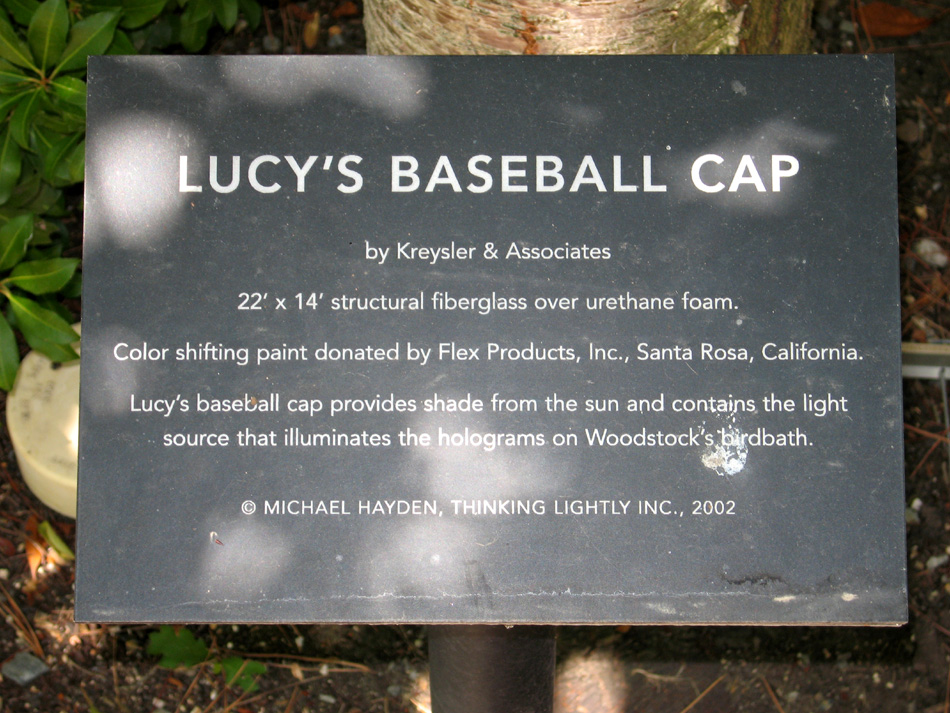 LUCY'S BASEBALL CAP
by Kreysler & Associates
22' x 14' structural fiberglass over urethane foam.
Color shifting paint donated by Flex Products, Inc., Santa Rosa, California.
Lucy's baseball cap provides shade from the sun and contains the light
source that illuminates the holograms on Woodstock's birdbath.
© MICHAEL HAYDEN, THINKING LIGHTLY INC., 2002